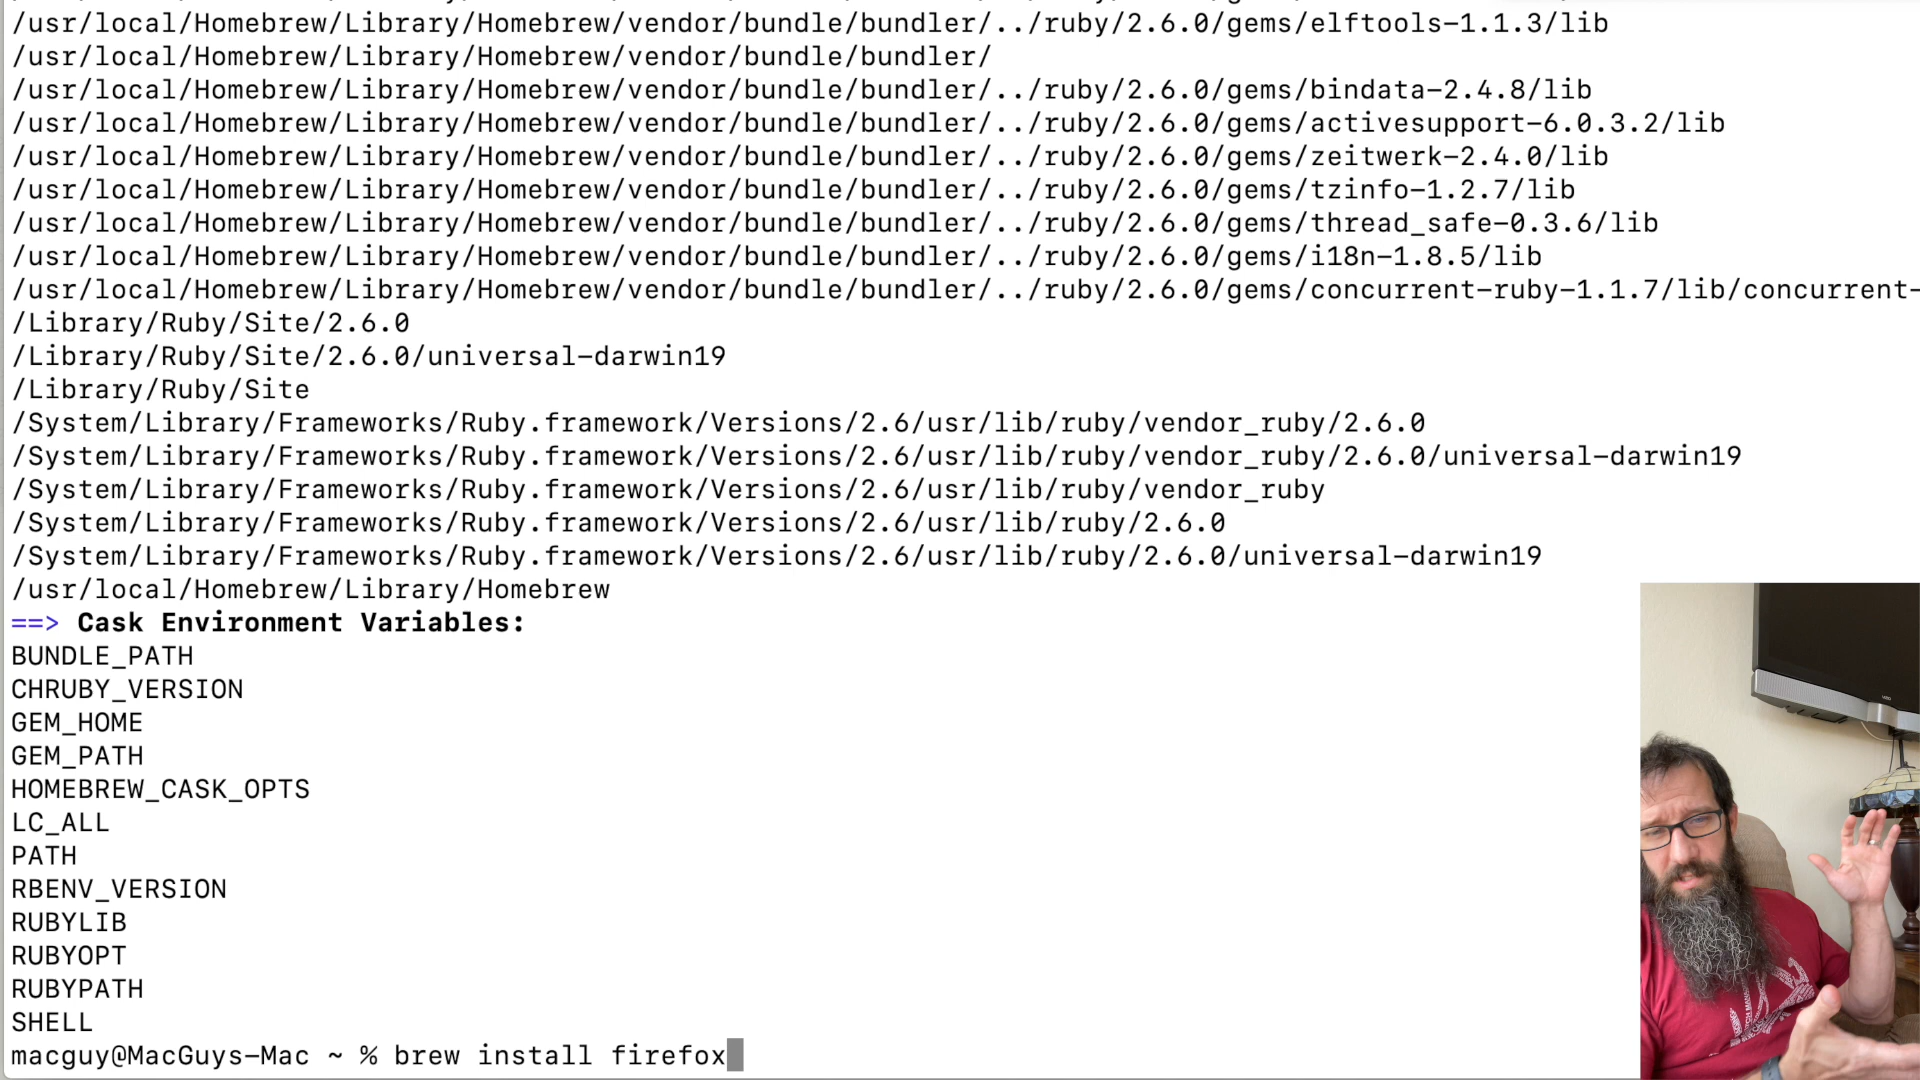 /usr/local/Homebrew/Library/Homebrew/vendor/bundle/bundler/../ruby/2.6.0/gems/elftools-1.1.3/lib
/usr/local/Homebrew/Library/Homebrew/vendor/bundle/bundler/
/usr/local/Homebrew/Library/Homebrew/vendor/bundle/bundler/../ruby/2.6.0/gems/bindata-2.4.8/lib
/usr/local/Homebrew/Library/Homebrew/vendor/bundle/bundler/../ruby/2.6.0/gems/activesupport-6.0.3.2/lib
/usr/local/Homebrew/Library/Homebrew/vendor/bundle/bundler/../ruby/2.6.0/gems/zeitwerk-2.4.0/lib
/usr/local/Homebrew/Library/Homebrew/vendor/bundle/bundler/../ruby/2.6.0/gems/tzinfo-1.2.7/lib
/usr/local/Homebrew/Library/Homebrew/vendor/bundle/bundler/../ruby/2.6.0/gems/thread_safe-0.3.6/lib
/usr/local/Homebrew/Library/Homebrew/vendor/bundle/bundler/../ruby/2.6.0/gems/i18n-1.8.5/lib
/usr/local/Homebrew/Library/Homebrew/vendor/bundle/bundler/../ruby/2.6.0/gems/concurrent-ruby-1.1.7/lib/concurrent-
/Library/Ruby/Site/2.6.0
/Library/Ruby/Site/2.6.0/universal-darwin19
/Library/Ruby/Site
/System/Library/Frameworks/Ruby.framework/Versions/2.6/usr/lib/ruby/vendor_ruby/2.6.0
/System/Library/Frameworks/Ruby.framework/Versions/2.6/usr/lib/ruby/vendor_ruby/2.6.0/universal-darwin19
/System/Library/Frameworks/Ruby.framework/Versions/2.6/usr/lib/ruby/vendor_ruby
/System/Library/Frameworks/Ruby.framework/Versions/2.6/usr/lib/ruby/2.6.0
/System/Library/Frameworks/Ruby.framework/Versions/2.6/usr/lib/ruby/2.6.0/universal-darwin19
/usr/local/Homebrew/Library/Homebrew
==> Cask Environment Variables:
BUNDLE_PATH
CHRUBY_VERSION
GEM_HOME
GEM_PATH
HOMEBREW_CASK_OPTS
LC_ALL
PATH
RBENV_VERSION
RUBYLIB
RUBYOPT
RUBYPATH
SHELL
macguy@MacGuys-Mac ~ % brew install firefox